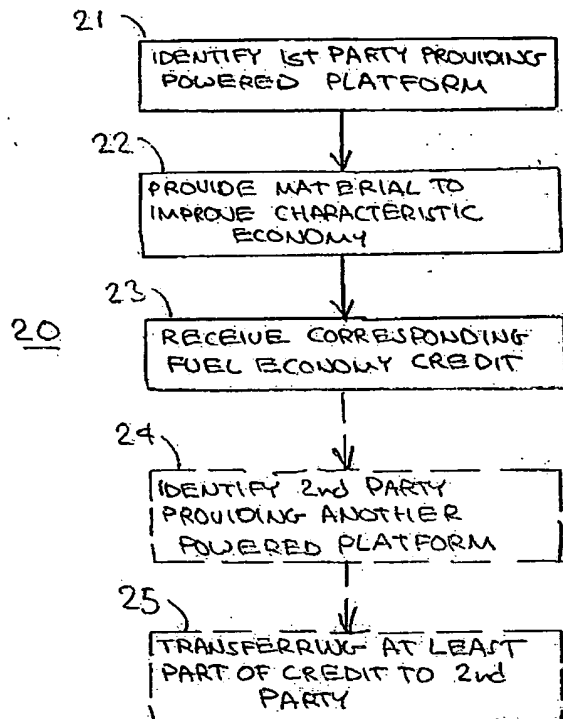 21
IDENTIFY 1st PARTY PROVIDING
POWERED PLATFORM
22
PROVIDE MATERIAL TO
IMPROVE CHARACTERISTIC
ECONOMY
23
20
RECEIVE CORRESPONDING
FUEL ECONOMY CREDIT
24
IDENTIFY 2nd PARTY
PROVIDING ANOTHER
POWERED PLATFORM
25
TRANSFERRING AT LEAST
PART OF CREDIT TO 2nd
PARTY